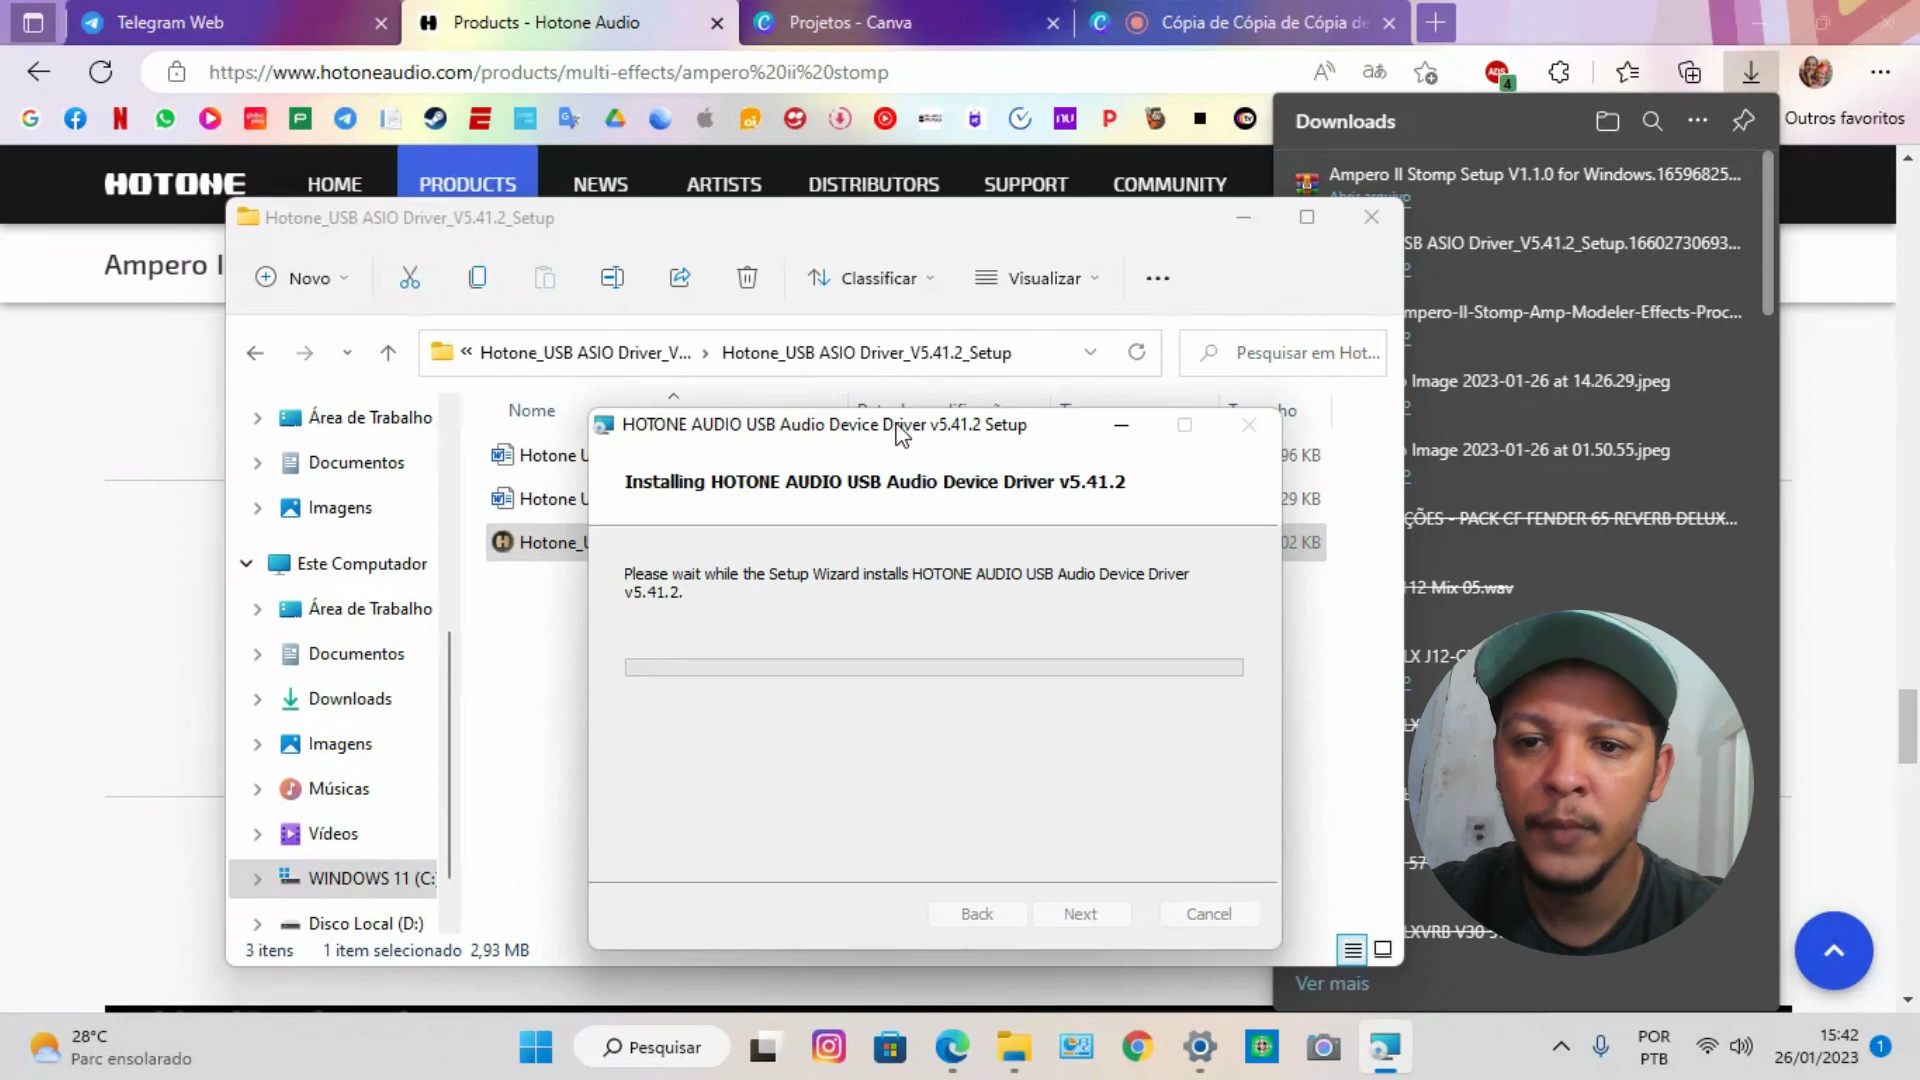 Telegram Web
Products - Hotone Audio
Projetos - Canva
Cópia de Cópia de Cópia de
https://www.hotoneaudio.com/products/multi-effects/ampero%20ii%20stomp
Outros favoritos
HOTONE
HOME
PRODUCTS
NEWS
ARTISTS
DISTRIBUTORS
SUPPORT
COMMUNITY
Downloads
Ampero II Stomp Setup V1.1.0 for Windows.16596825...
Abrir arquivo
SB ASIO Driver_V5.41.2_Setup.16602730693...
mpero-II-Stomp-Amp-Modeler-Effects-Proc...
Image 2023-01-26 at 14.26.29.jpeg
Image 2023-01-26 at 01.50.55.jpeg
ÇÕES - PACK CF FENDER 65 REVERB DELUX...
12 Mix 05.wav
Ver mais
Ampero I
Hotone_USB ASIO Driver_V5.41.2_Setup
Novo
Classificar
Visualizar
« Hotone_USB ASIO Driver_V... › Hotone_USB ASIO Driver_V5.41.2_Setup
Pesquisar em Hot...
Área de Trabalho
Documentos
Imagens
Este Computador
Área de Trabalho
Documentos
Downloads
Imagens
Músicas
Vídeos
WINDOWS 11 (C:
Disco Local (D:)
Nome
Hotone U
96 KB
Hotone U
29 KB
Hotone_U
02 KB
3 itens
1 item selecionado 2,93 MB
HOTONE AUDIO USB Audio Device Driver v5.41.2 Setup
Installing HOTONE AUDIO USB Audio Device Driver v5.41.2
Please wait while the Setup Wizard installs HOTONE AUDIO USB Audio Device Driver
v5.41.2.
Back
Next
Cancel
28°C
Parc ensolarado
Pesquisar
POR
PTB
15:42
26/01/2023
1